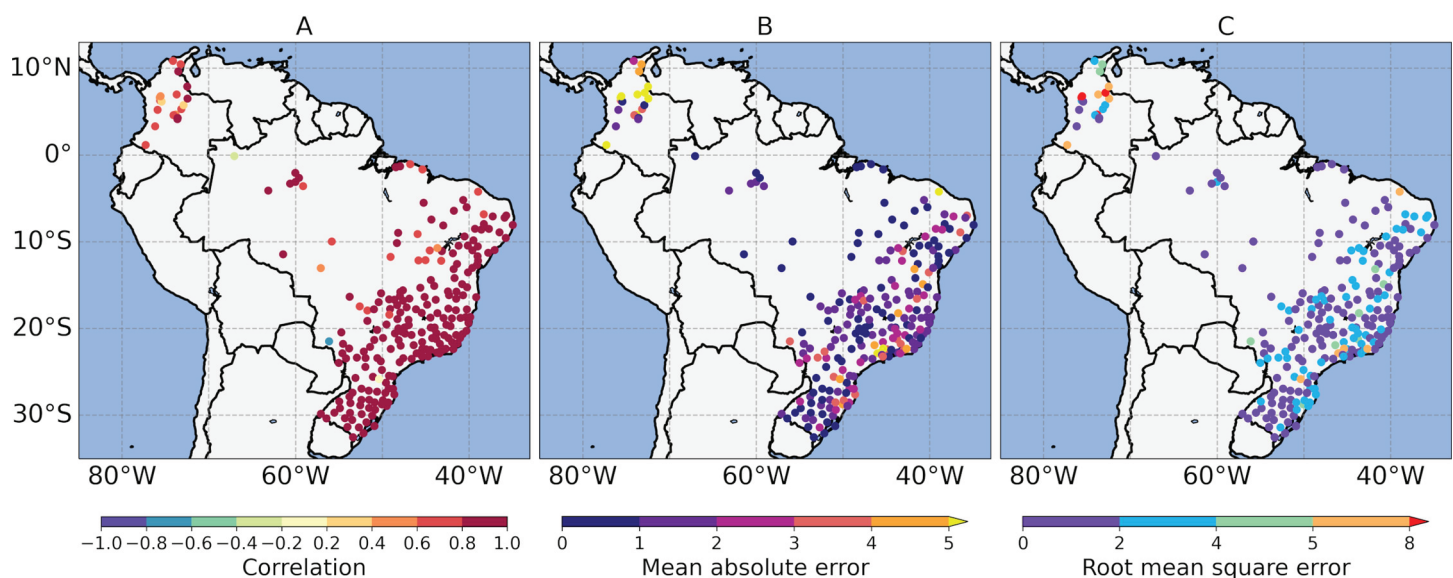 A B C
10°N
0°
10°S
20°S
30°S
80°W 60°W 40°W 80°W 60°W 40°W 80°W 60°W 40°W
−1.0 −0.8 −0.6 −0.4 −0.2 0.2 0.4 0.6 0.8 1.0 0 1 2 3 4 5 0 2 4 5 6 8
Correlation Mean absolute error Root mean square error